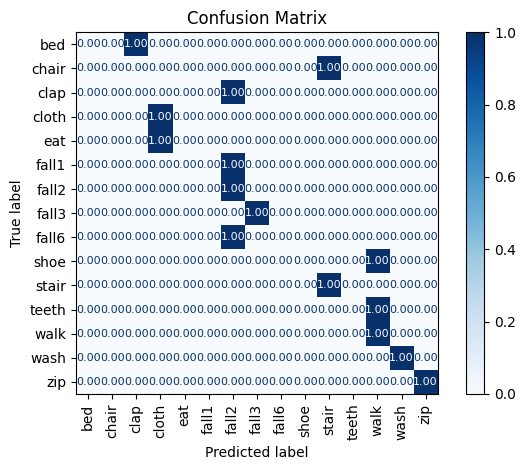 Confusion Matrix
True label
bed 0.00 0.00 1.00 0.00 0.00 0.00 0.00 0.00 0.00 0.00 0.00 0.00 0.00 0.00 0.00
chair 0.00 0.00 0.00 0.00 0.00 0.00 0.00 0.00 0.00 0.00 1.00 0.00 0.00 0.00 0.00
clap 0.00 0.00 0.00 0.00 0.00 0.00 1.00 0.00 0.00 0.00 0.00 0.00 0.00 0.00 0.00
cloth 0.00 0.00 0.00 1.00 0.00 0.00 0.00 0.00 0.00 0.00 0.00 0.00 0.00 0.00 0.00
eat 0.00 0.00 0.00 1.00 0.00 0.00 0.00 0.00 0.00 0.00 0.00 0.00 0.00 0.00 0.00
fall1 0.00 0.00 0.00 0.00 0.00 0.00 1.00 0.00 0.00 0.00 0.00 0.00 0.00 0.00 0.00
fall2 0.00 0.00 0.00 0.00 0.00 0.00 1.00 0.00 0.00 0.00 0.00 0.00 0.00 0.00 0.00
fall3 0.00 0.00 0.00 0.00 0.00 0.00 0.00 1.00 0.00 0.00 0.00 0.00 0.00 0.00 0.00
fall6 0.00 0.00 0.00 0.00 0.00 0.00 1.00 0.00 0.00 0.00 0.00 0.00 0.00 0.00 0.00
shoe 0.00 0.00 0.00 0.00 0.00 0.00 0.00 0.00 0.00 0.00 0.00 0.00 1.00 0.00 0.00
stair 0.00 0.00 0.00 0.00 0.00 0.00 0.00 0.00 0.00 0.00 1.00 0.00 0.00 0.00 0.00
teeth 0.00 0.00 0.00 0.00 0.00 0.00 0.00 0.00 0.00 0.00 0.00 0.00 1.00 0.00 0.00
walk 0.00 0.00 0.00 0.00 0.00 0.00 0.00 0.00 0.00 0.00 0.00 0.00 1.00 0.00 0.00
wash 0.00 0.00 0.00 0.00 0.00 0.00 0.00 0.00 0.00 0.00 0.00 0.00 0.00 1.00 0.00
zip 0.00 0.00 0.00 0.00 0.00 0.00 0.00 0.00 0.00 0.00 0.00 0.00 0.00 0.00 1.00
bed chair clap cloth eat fall1 fall2 fall3 fall6 shoe stair teeth walk wash zip
Predicted label
1.0
0.8
0.6
0.4
0.2
0.0